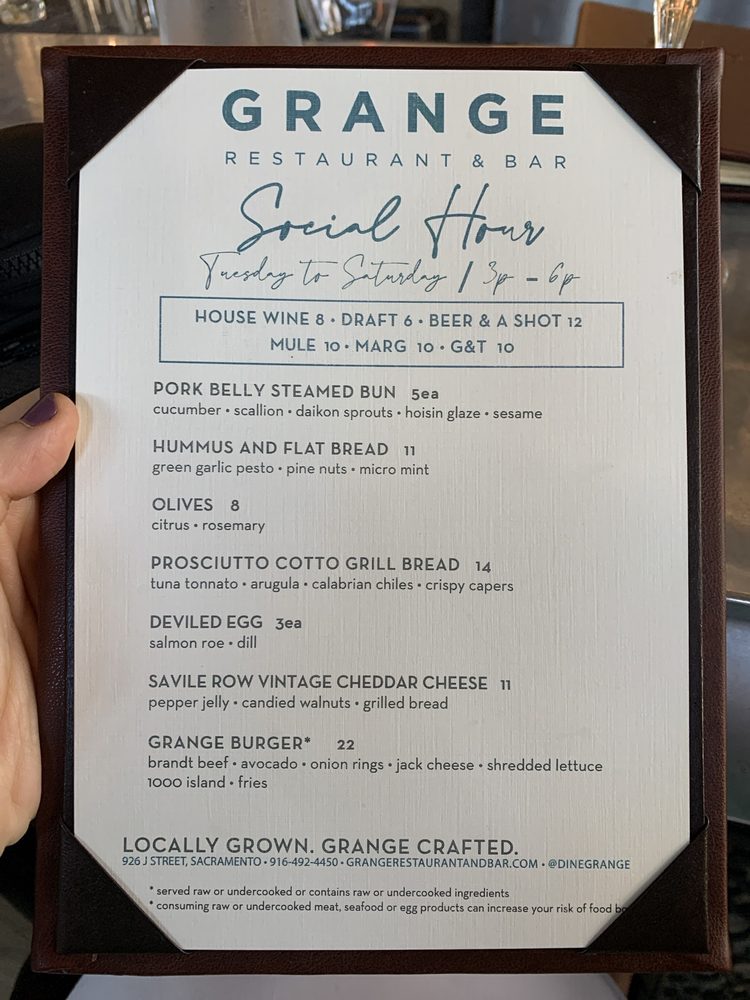 GRANGE
RESTAURANT & BAR
Social Hour
Tuesday to Saturday / 3p - 6p
HOUSE WINE 8 • DRAFT 6 • BEER & A SHOT 12
MULE 10 • MARG 10 • G&T 10
PORK BELLY STEAMED BUN 5ea
cucumber • scallion • daikon sprouts • hoisin glaze • sesame
HUMMUS AND FLAT BREAD 11
green garlic pesto • pine nuts • micro mint
OLIVES 8
citrus • rosemary
PROSCIUTTO COTTO GRILL BREAD 14
tuna tonnato • arugula • calabrian chiles • crispy capers
DEVILED EGG 3ea
salmon roe • dill
SAVILE ROW VINTAGE CHEDDAR CHEESE 11
pepper jelly • candied walnuts • grilled bread
GRANGE BURGER* 22
brandt beef • avocado • onion rings • jack cheese • shredded lettuce
1000 island • fries
LOCALLY GROWN. GRANGE CRAFTED.
926 J STREET, SACRAMENTO • 916-492-4450 • GRANGERESTAURANTANDBAR.COM • @DINEGRANGE
* served raw or undercooked or contains raw or undercooked ingredients
* consuming raw or undercooked meat, seafood or egg products can increase your risk of food